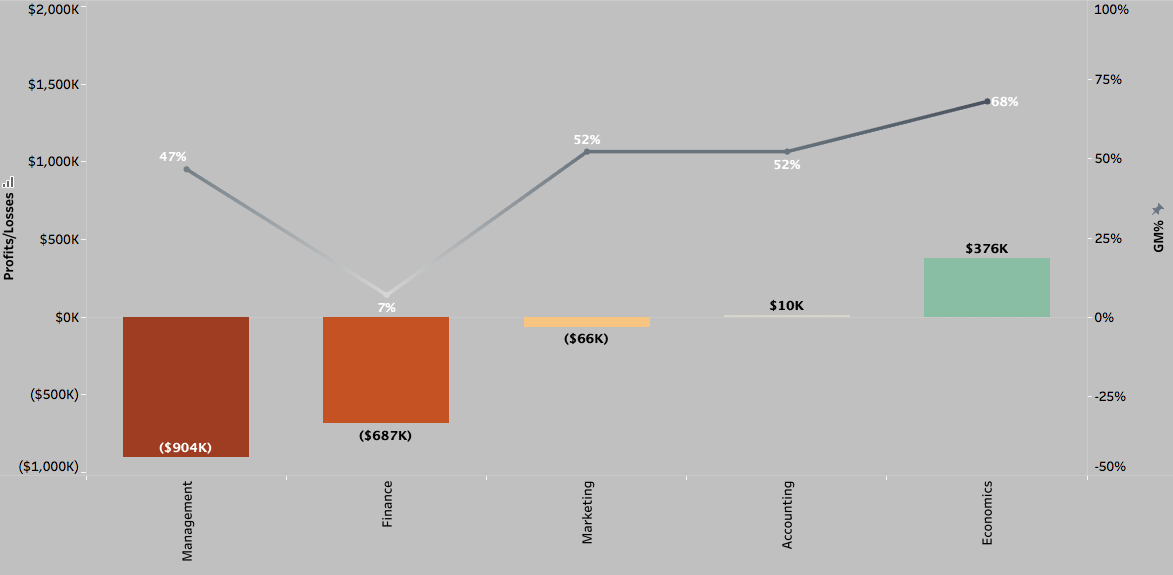 $2,000K
100%
$1,500K
75%
68%
47%
52%
$1,000K
50%
52%
Profits/Losses
GM%
$500K
25%
$376K
7%
$10K
$0K
0%
($66K)
($500K)
-25%
($687K)
($904K)
($1,000K)
-50%
Management
Finance
Marketing
Accounting
Economics